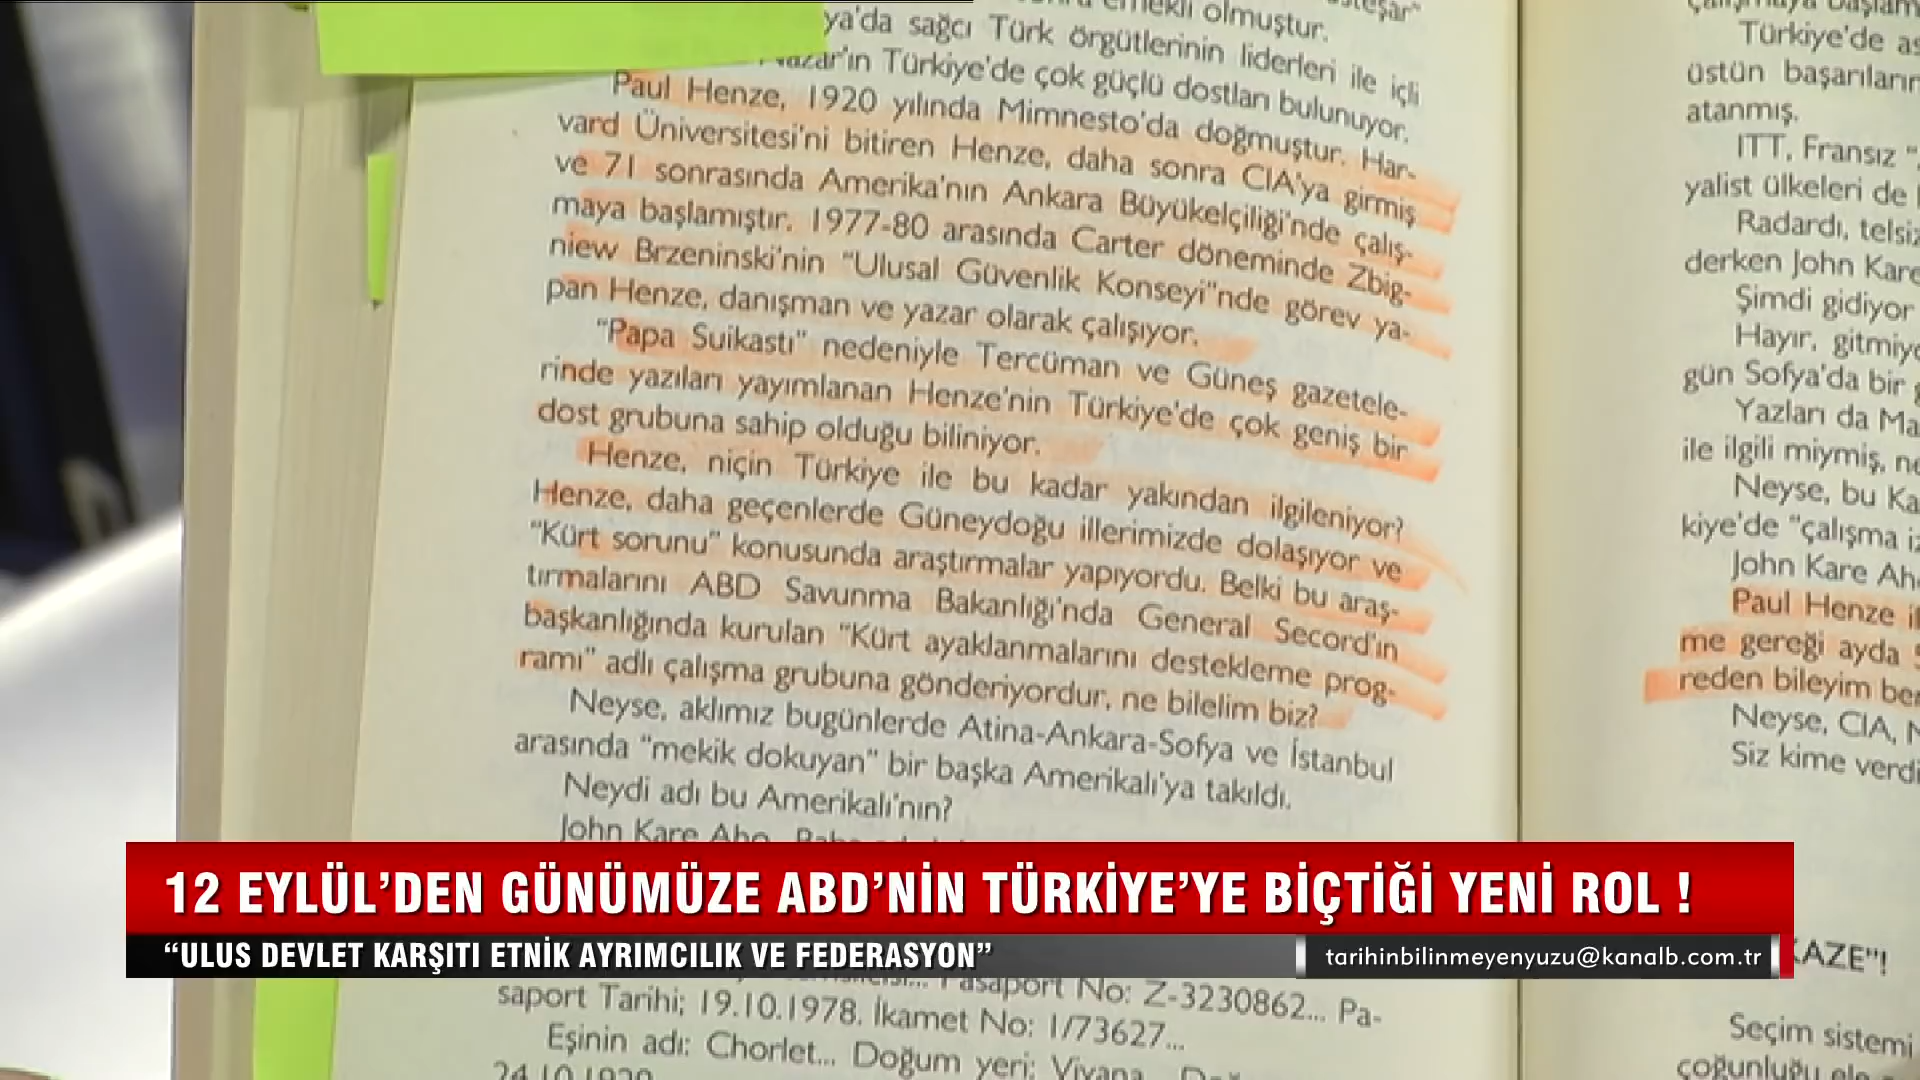 emekli olmuştur.
ya'da sağcı Türk örgütlerinin liderleri ile içli
Türkiye'de çok güçlü dostları bulunuyor.
Paul Henze, 1920 yılında Mimnesto'da doğmuştur. Har-
vard Üniversitesi'ni bitiren Henze, daha sonra CIA'ya girmiş
ve 71 sonrasında Amerika'nın Ankara Büyükelçiliği'nde çalış-
maya başlamıştır. 1977-80 arasında Carter döneminde Zbig-
niew Brzeninski'nin “Ulusal Güvenlik Konseyi”nde görev ya-
pan Henze, danışman ve yazar olarak çalışıyor.
“Papa Suikastı” nedeniyle Tercüman ve Güneş gazetele-
rinde yazıları yayımlanan Henze'nin Türkiye'de çok geniş bir
dost grubuna sahip olduğu biliniyor.
Henze, niçin Türkiye ile bu kadar yakından ilgileniyor?
Henze, daha geçenlerde Güneydoğu illerimizde dolaşıyor ve
“Kürt sorunu” konusunda araştırmalar yapıyordu. Belki bu araş-
tırmalarını ABD Savunma Bakanlığı'nda General Secord'ın
başkanlığında kurulan “Kürt ayaklanmalarını destekleme prog-
ramı” adlı çalışma grubuna gönderiyordur, ne bilelim biz?
Neyse, aklımız bugünlerde Atina-Ankara-Sofya ve İstanbul
arasında “mekik dokuyan” bir başka Amerikalı'ya takıldı.
Neydi adı bu Amerikalı'nın?
John Kare Aho.
Pasaport No: Z-3230862... Pa-
saport Tarihi; 19.10.1978. İkamet No: 1/73627...
Eşinin adı: Chorlet... Doğum yeri: Viyana...
Türkiye'de
üstün
atanmış.
ITT, Fransız
yalist ülkeleri de
Radardı,
derken John Kare
Şimdi gidiyor
Hayır,
gün Sofya'da bir
Yazları da
ile ilgili miymiş,
Neyse, bu
kiye'de “çalışma
John Kare
Paul Henze
me gereği ayda
reden bileyim
Neyse, CIA,
Siz kime
KAZE”!
Seçim sistemi
çoğunluğu
12 EYLÜL’DEN GÜNÜMÜZE ABD’NİN TÜRKİYE’YE BİÇTİĞİ YENİ ROL !
“ULUS DEVLET KARŞITI ETNİK AYRIMCILIK VE FEDERASYON”
tarihinbilinmeyenyuzu@kanalb.com.tr